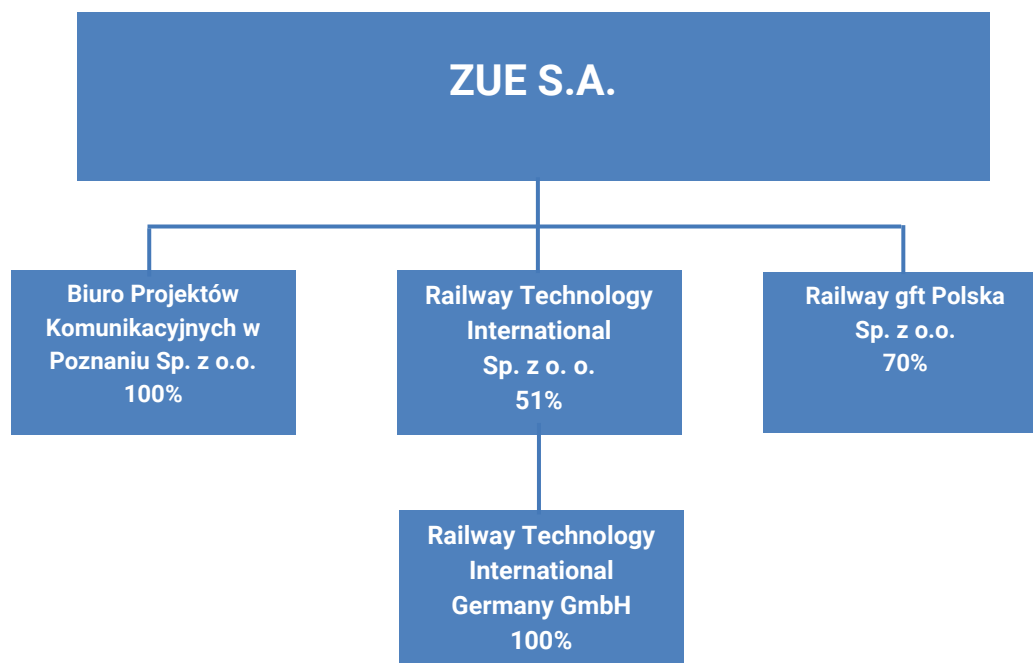 ZUE S.A.
Biuro Projektów
Komunikacyjnych w
Poznaniu Sp. z o.o.
100%
Railway Technology
International
Sp. z o. o.
51%
Railway gft Polska
Sp. z o.o.
70%
Railway Technology
International
Germany GmbH
100%